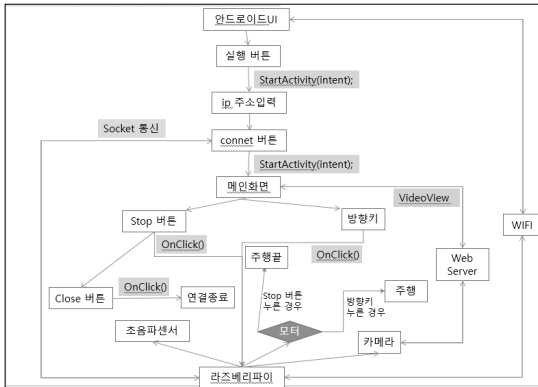 안드로이드UI
실행 버튼
StartActivity(intent);
ip 주소입력
Socket 통신
connet 버튼
StartActivity(intent);
메인화면
VideoView
Stop 버튼
방향키
WIFI
OnClick()
OnClick()
주행끝
Web
Server
OnClick()
Close 버튼
연결종료
Stop 버튼
누른 경우
방향키
누른 경우
주행
초음파센서
모터
카메라
라즈베리파이